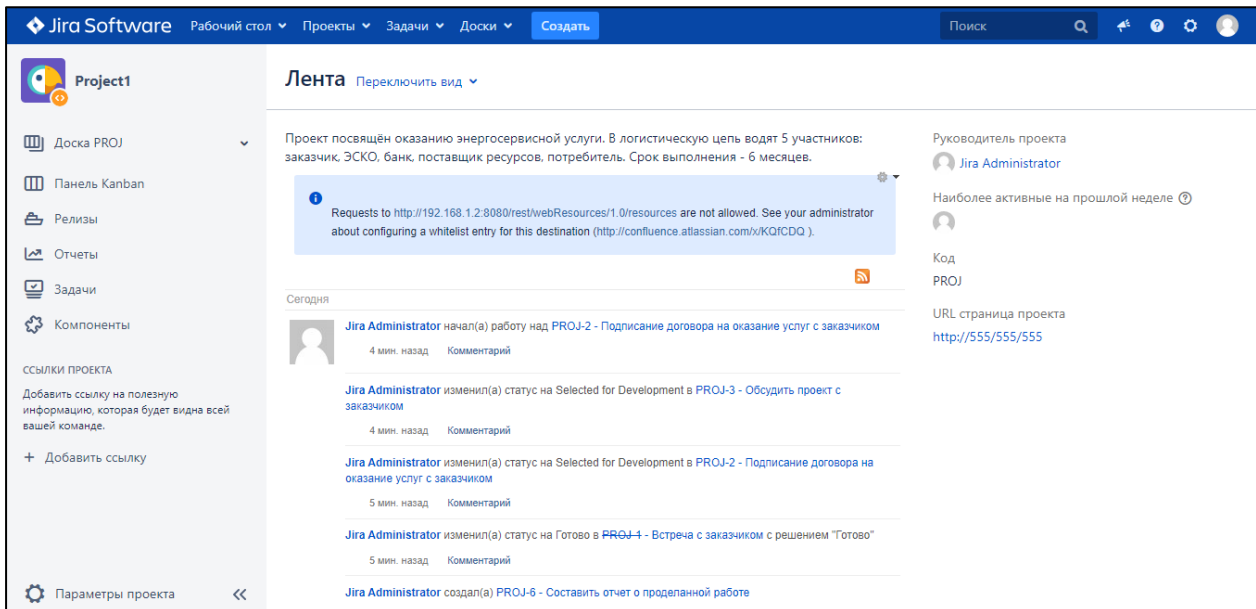 Jira Software Рабочий стол Проекты Задачи Доски Создать Поиск
Project1
Доска PROJ
Панель Kanban
Релизы
Отчеты
Задачи
Компоненты
ССЫЛКИ ПРОЕКТА
Добавить ссылку на полезную
информацию, которая будет видна всей
вашей команде.
+ Добавить ссылку
Параметры проекта
Лента Переключить вид
Проект посвящён оказанию энергосервисной услуги. В логистическую цепь водят 5 участников:
заказчик, ЭСКО, банк, поставщик ресурсов, потребитель. Срок выполнения - 6 месяцев.
Requests to http://192.168.1.2:8080/rest/webResources/1.0/resources are not allowed. See your administrator
about configuring a whitelist entry for this destination (http://confluence.atlassian.com/x/KQfCDQ ).
Сегодня
Jira Administrator начал(а) работу над PROJ-2 - Подписание договора на оказание услуг с заказчиком
4 мин. назад Комментарий
Jira Administrator изменил(а) статус на Selected for Development в PROJ-3 - Обсудить проект с
заказчиком
4 мин. назад Комментарий
Jira Administrator изменил(а) статус на Selected for Development в PROJ-2 - Подписание договора на
оказание услуг с заказчиком
5 мин. назад Комментарий
Jira Administrator изменил(а) статус на Готово в PROJ-1 - Встреча с заказчиком с решением "Готово"
5 мин. назад Комментарий
Jira Administrator создал(а) PROJ-6 - Составить отчет о проделанной работе
Руководитель проекта
Jira Administrator
Наиболее активные на прошлой неделе
Код
PROJ
URL страница проекта
http://555/555/555